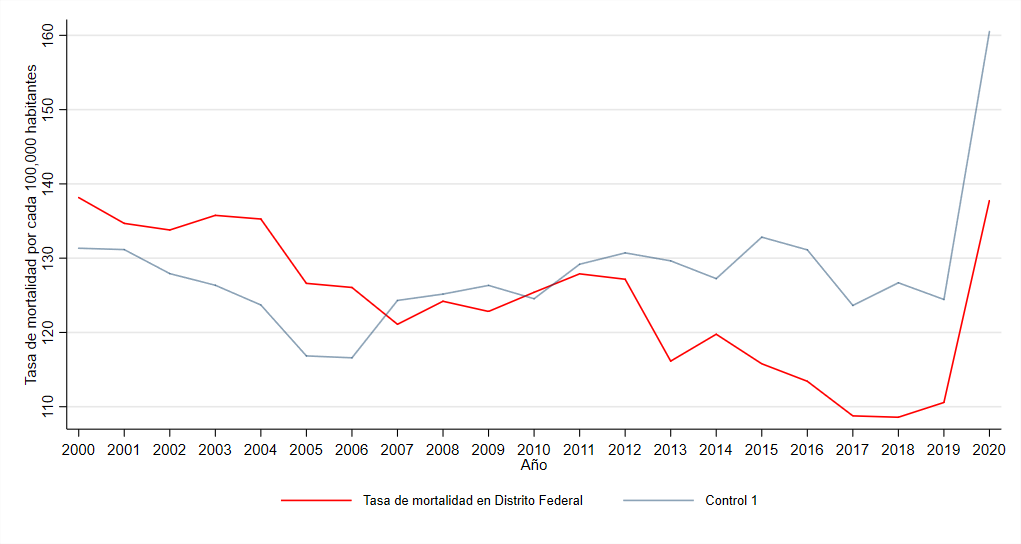 Tasa de mortalidad por cada 100,000 habitantes
160
150
140
130
120
110
2000 2001 2002 2003 2004 2005 2006 2007 2008 2009 2010 2011 2012 2013 2014 2015 2016 2017 2018 2019 2020
Año
Tasa de mortalidad en Distrito Federal Control 1